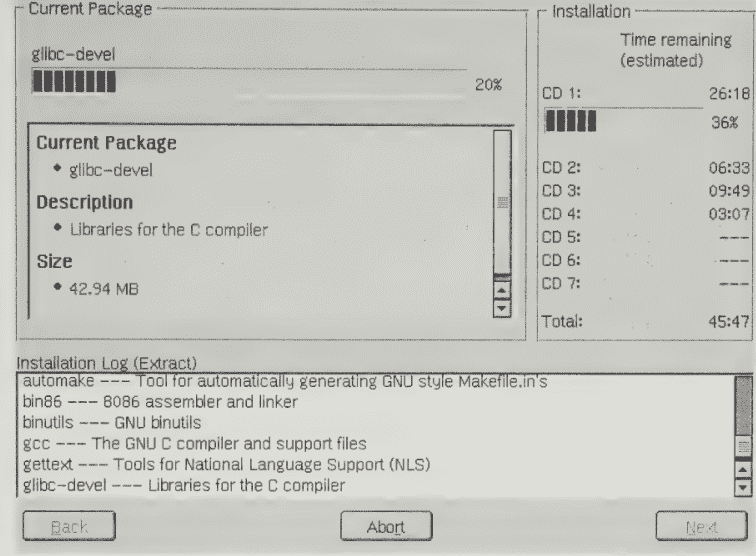 Current Package
glibc-devel
20%
Current Package
glibc-devel
Description
Libraries for the C compiler
Size
42.94 MB
Installation
Time remaining
(estimated)
CD 1: 26:18
36%
CD 2: 06:33
CD 3: 09:49
CD 4: 03:07
CD 5: ---
CD 6: ---
CD 7: ---
Total: 45:47
Installation Log (Extract)
automake --- Tool for automatically generating GNU style Makefile.in's
bin86 --- 8086 assembler and linker
binutils --- GNU binutils
gcc --- The GNU C compiler and support files
gettext --- Tools for National Language Support (NLS)
glibc-devel --- Libraries for the C compiler
Back
Abort
Next